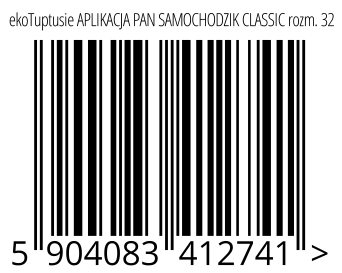 ekoTuptusie APLIKACJA PAN SAMOCHODZIK CLASSIC rozm. 32
5 904083 412741 >